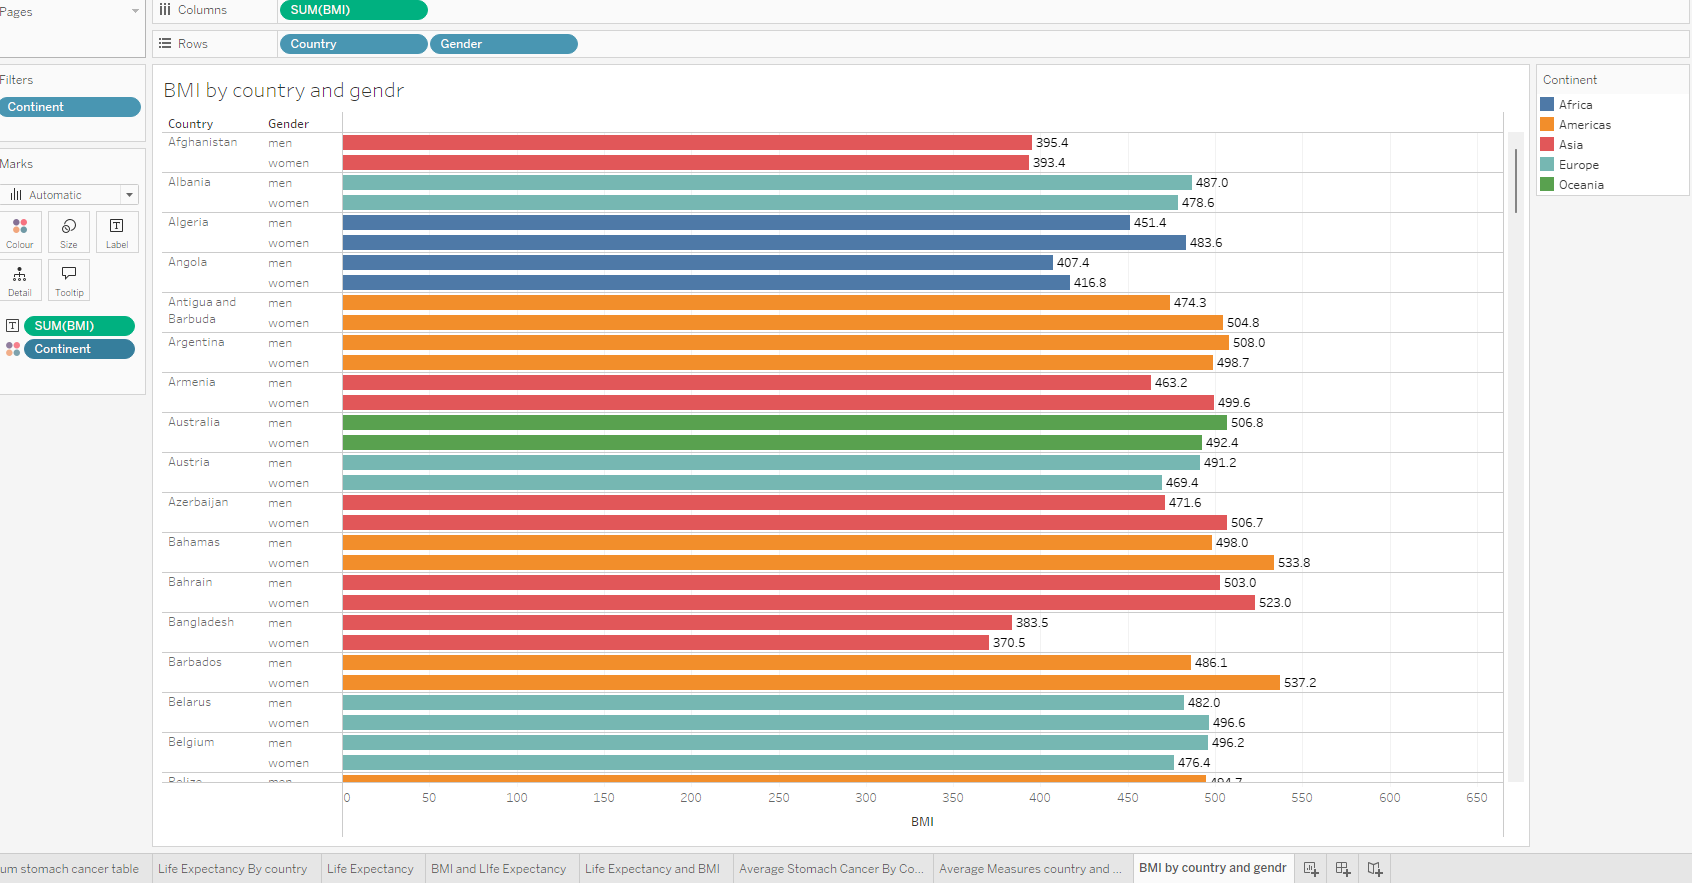 Pages
Columns
SUM(BMI)
Rows
Country
Gender
Filters
Continent
Marks
Automatic
Colour
Size
Label
Detail
Tooltip
SUM(BMI)
Continent
BMI by country and gendr
Country Gender
Afghanistan men 395.4
women 393.4
Albania men 487.0
women 478.6
Algeria men 451.4
women 483.6
Angola men 407.4
women 416.8
Antigua and men 474.3
Barbuda women 504.8
Argentina men 508.0
women 498.7
Armenia men 463.2
women 499.6
Australia men 506.8
women 492.4
Austria men 491.2
women 469.4
Azerbaijan men 471.6
women 506.7
Bahamas men 498.0
women 533.8
Bahrain men 503.0
women 523.0
Bangladesh men 383.5
women 370.5
Barbados men 486.1
women 537.2
Belarus men 482.0
women 496.6
Belgium men 496.2
women 476.4
Belize men 494.7
0 50 100 150 200 250 300 350 400 450 500 550 600 650
BMI
Continent
Africa
Americas
Asia
Europe
Oceania
um stomach cancer table
Life Expectancy By country
Life Expectancy
BMI and LIfe Expectancy
Life Expectancy and BMI
Average Stomach Cancer By Co...
Average Measures country and ...
BMI by country and gendr